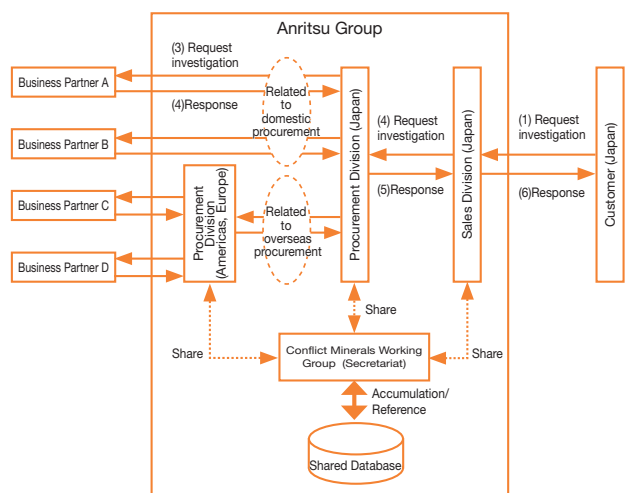 Anritsu Group
(3) Request
investigation
Business Partner A
(4)Response
Related
to
domestic
procurement
Business Partner B
Procurement Division (Japan)
(4) Request
investigation
(5)Response
Sales Division (Japan)
(1) Request
investigation
(6)Response
Customer (Japan)
Business Partner C
Procurement
Division
(Americas, Europe)
Related
to
overseas
procurement
Business Partner D
Share
Share
Share
Conflict Minerals Working
Group (Secretariat)
Accumulation/
Reference
Shared Database